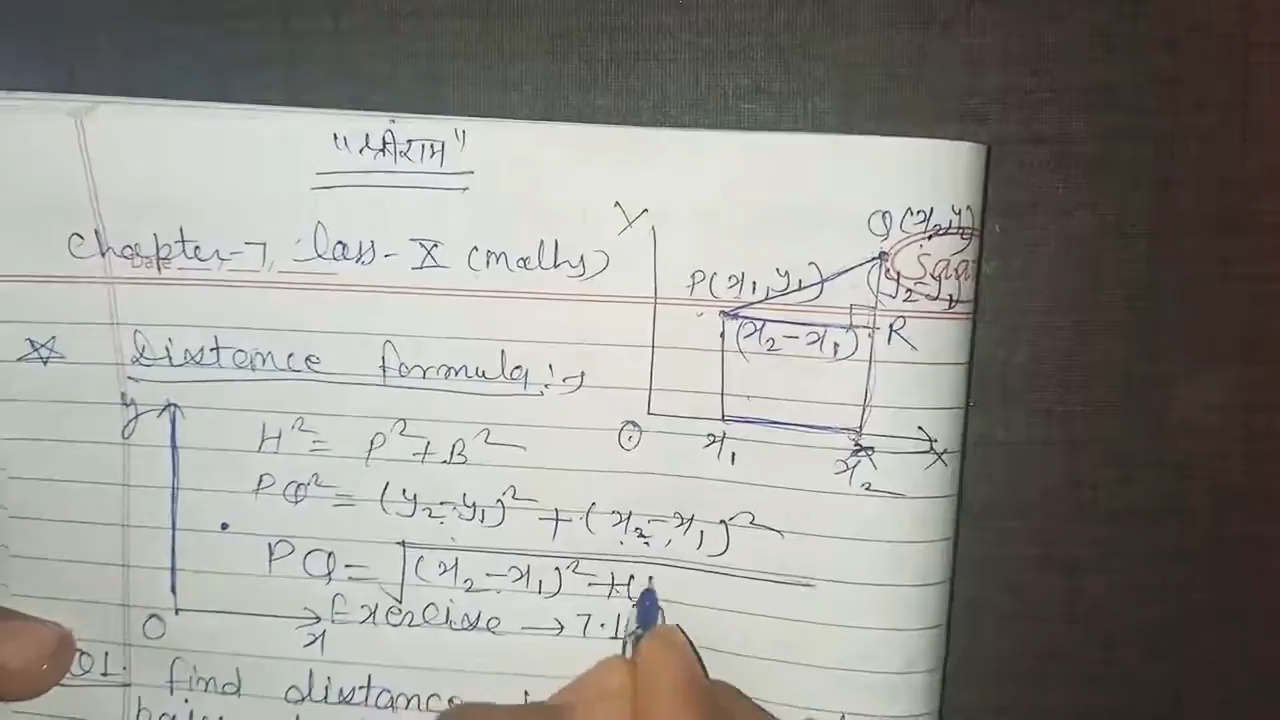 "श्रीराम"
Chapter-7, Class-X (Maths)
Y
Q(x₂,y₂)
P(x₁,y₁)
(y₂-y₁)
(x₂-x₁)
R
O
x₁
x₂
X
Distance formula:→
y
H² = P² + B²
PQ² = (y₂-y₁)² + (x₂-x₁)²
PQ = √(x₂-x₁)² + (
O
x
Exercise → 7.1
Q1. find distance